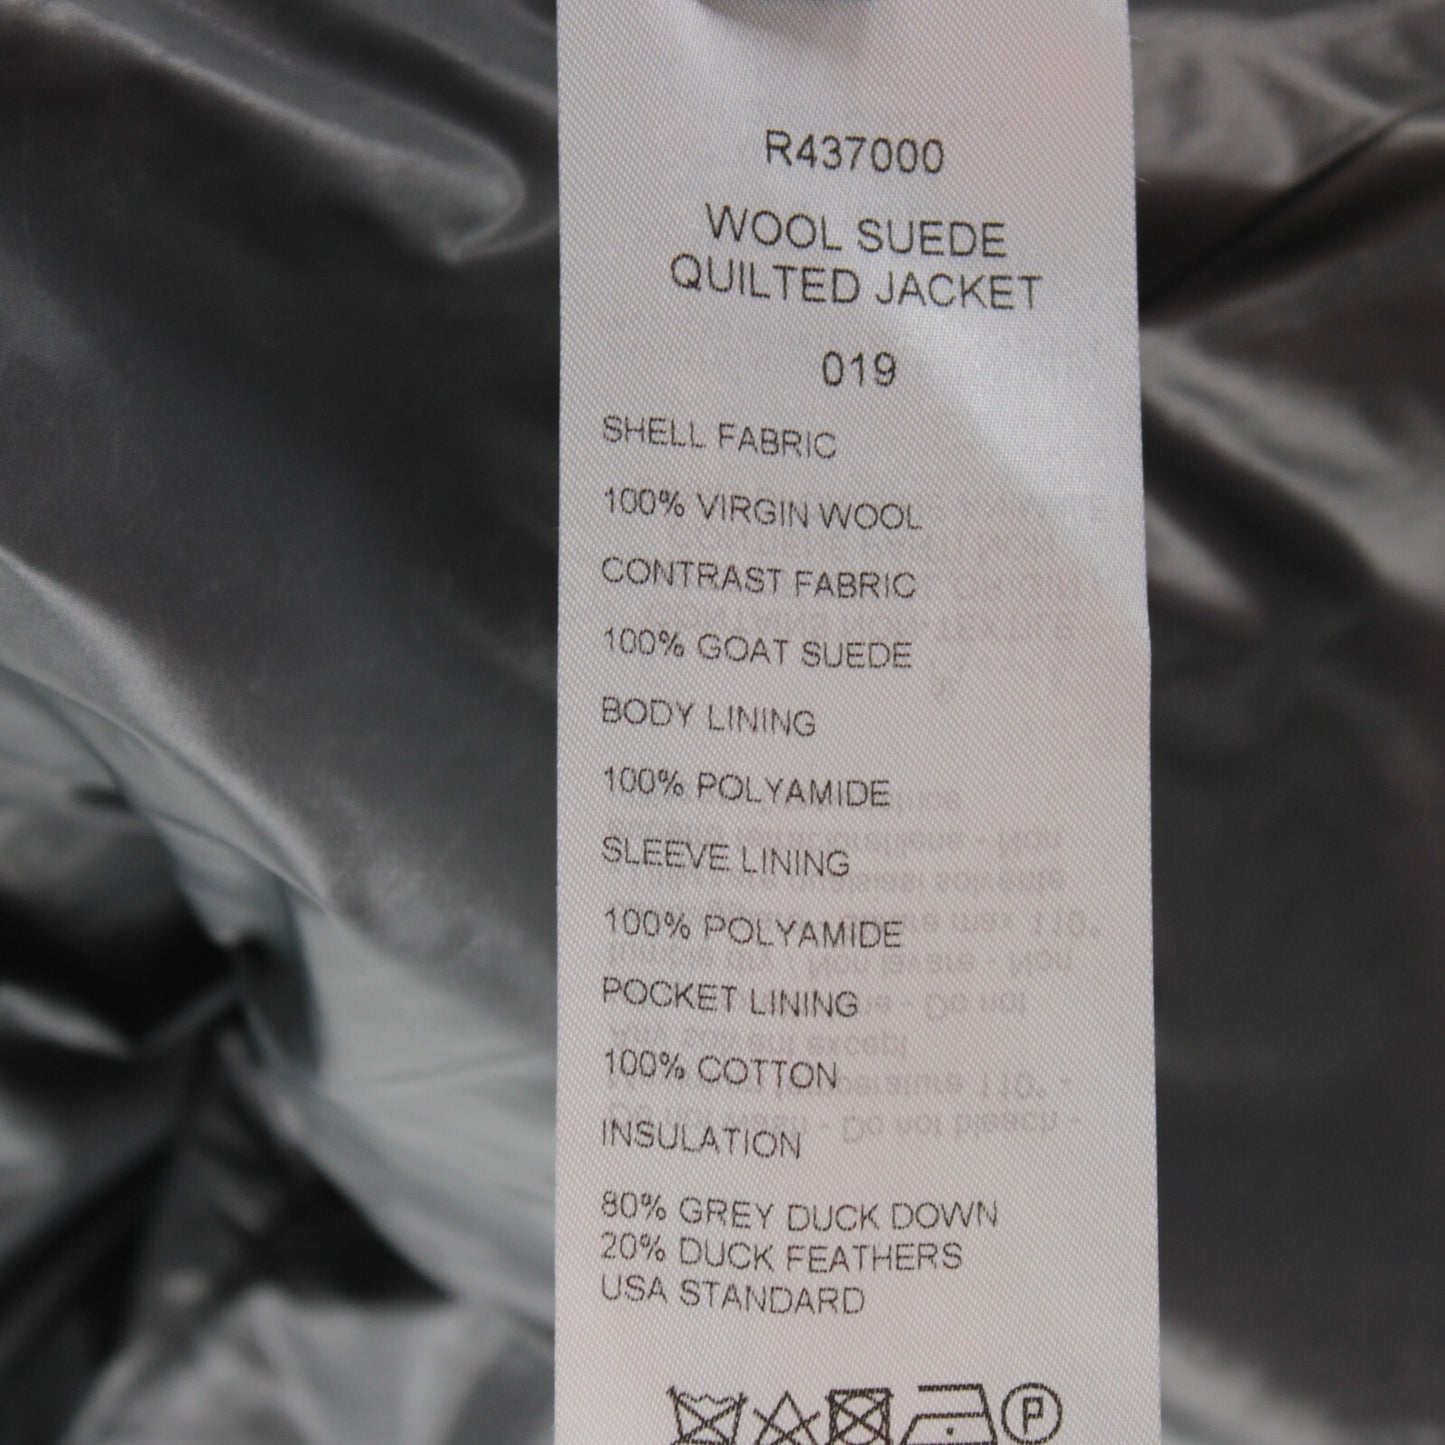 R437000
WOOL SUEDE
QUILTED JACKET
019
SHELL FABRIC
100% VIRGIN WOOL
CONTRAST FABRIC
100% GOAT SUEDE
BODY LINING
100% POLYAMIDE
SLEEVE LINING
100% POLYAMIDE
POCKET LINING
100% COTTON
INSULATION
80% GREY DUCK DOWN
20% DUCK FEATHERS
USA STANDARD
P